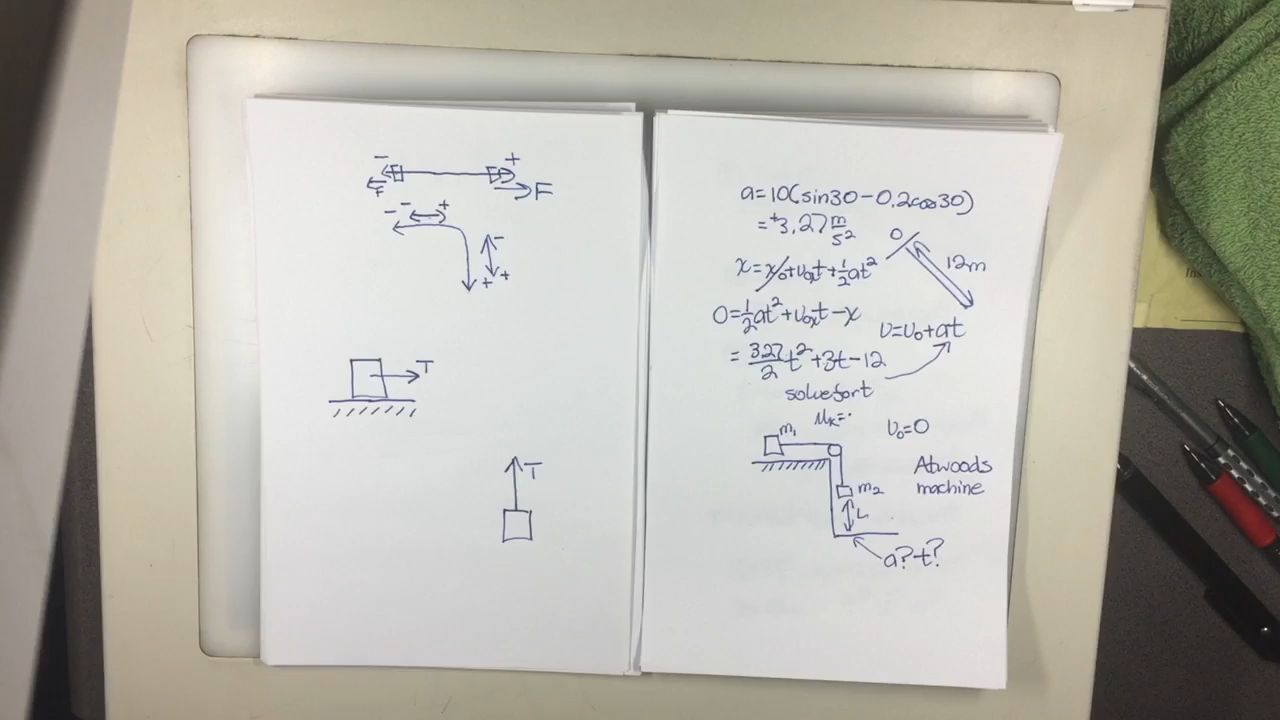 - +
F F
- - +
-
+ +
T
T
a=10(sin30-0.2cos30)
=+3.27 m/s²
O
12m
x=x₀+v₀ₓt+½at²
0=½at²+v₀ₓt-x
v=v₀+at
=3.27/2 t²+3t-12
solve for t
μₖ=
m₁
v₀=0
Atwoods
machine
m₂
L
a? t?